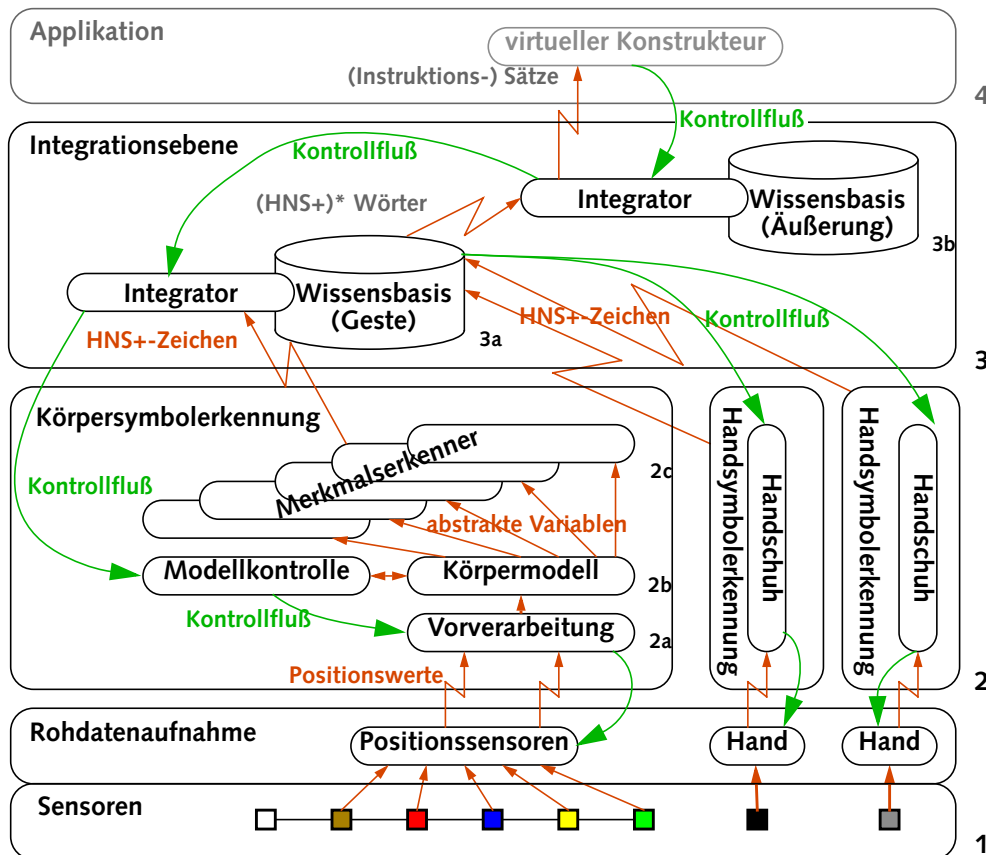 Applikation
virtueller Konstrukteur
(Instruktions-) Sätze
4
Kontrollfluß
Integrationsebene
Kontrollfluß
(HNS+)* Wörter
Integrator
Wissensbasis
(Äußerung)
3b
Integrator
Wissensbasis
(Geste)
HNS+-Zeichen
Kontrollfluß
HNS+-Zeichen
3a
3
Körpersymbolerkennung
Merkmalserkenner
2c
Kontrollfluß
abstrakte Variablen
Modellkontrolle
Körpermodell
2b
Kontrollfluß
Vorverarbeitung
2a
Positionswerte
Handsymbolerkennung
Handschuh
Handsymbolerkennung
Handschuh
2
Rohdatenaufnahme
Positionssensoren
Hand
Hand
Sensoren
1